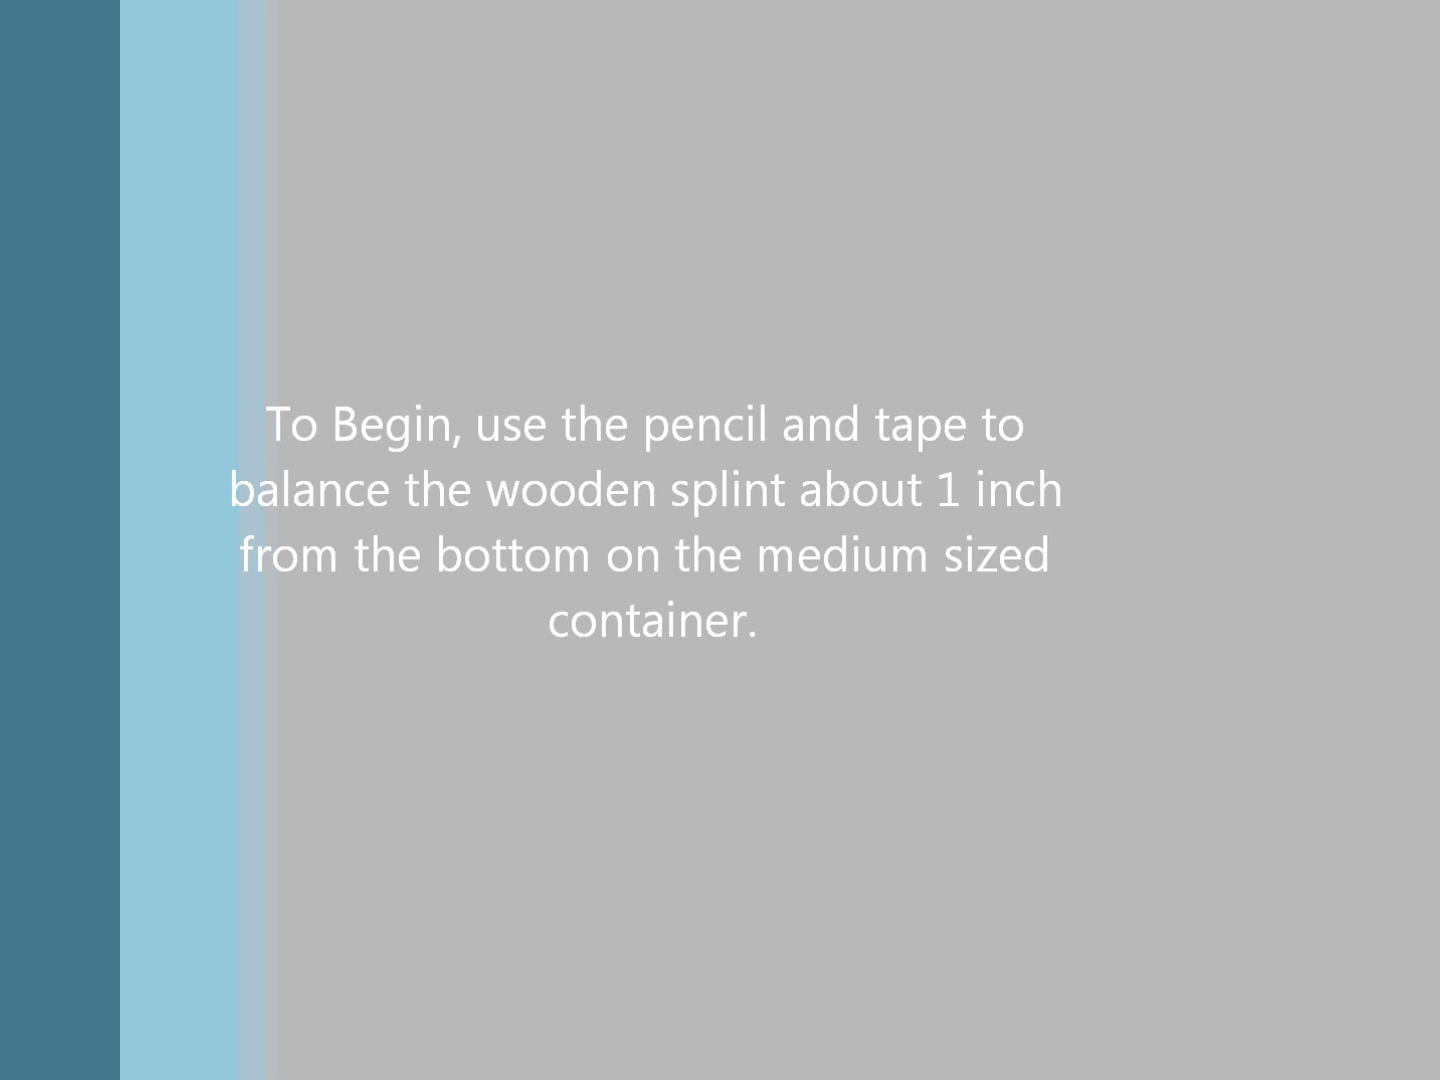 To Begin, use the pencil and tape to
balance the wooden splint about 1 inch
from the bottom on the medium sized
container.